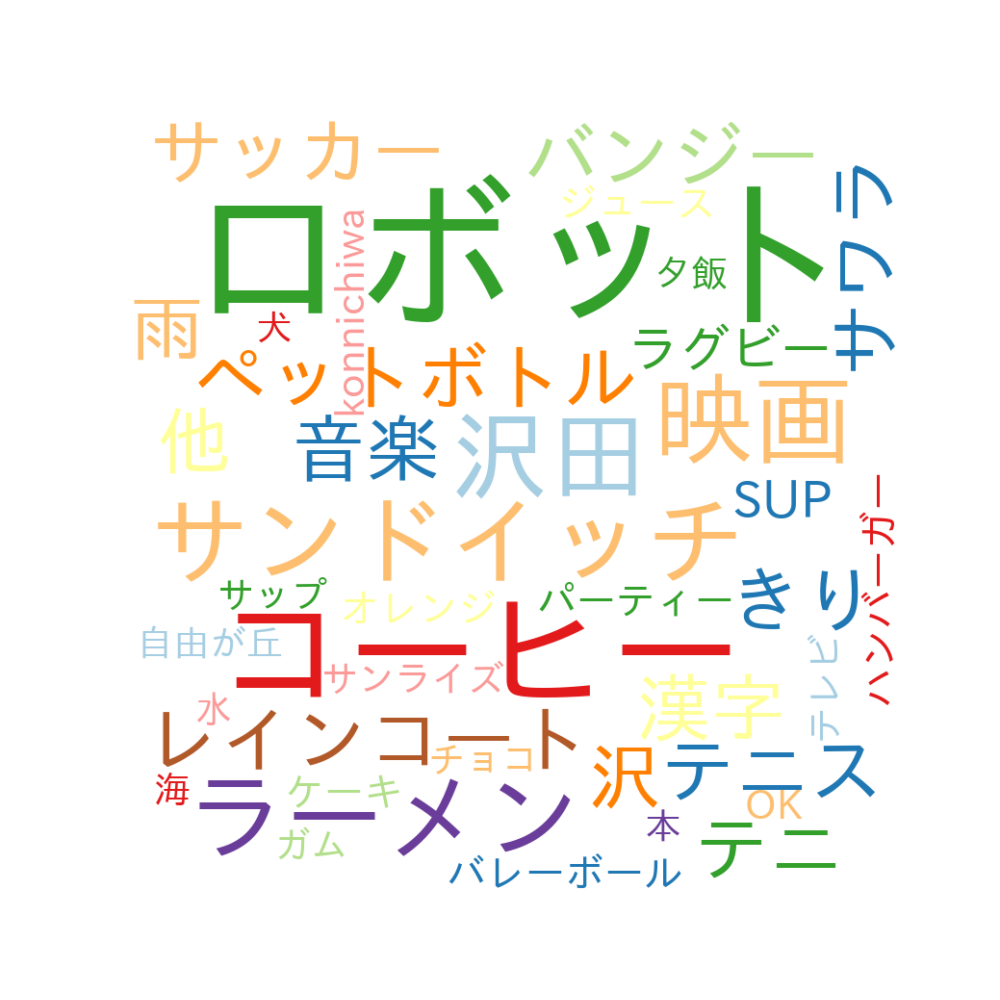 サッカー
バンジー
ロボット
ジュース
サワラ
konnichiwa
夕飯
雨
犬
ラグビー
ペットボトル
映画
他
音楽
沢田
SUP
サンドイッチ
ハンバーガー
きり
サップ
オレンジ
パーティー
コーヒー
自由が丘
テレビ
サンライズ
水
漢字
レインコート
チョコ
沢
テニス
海
ケーキ
ラーメン
OK
本
テニ
ガム
バレーボール